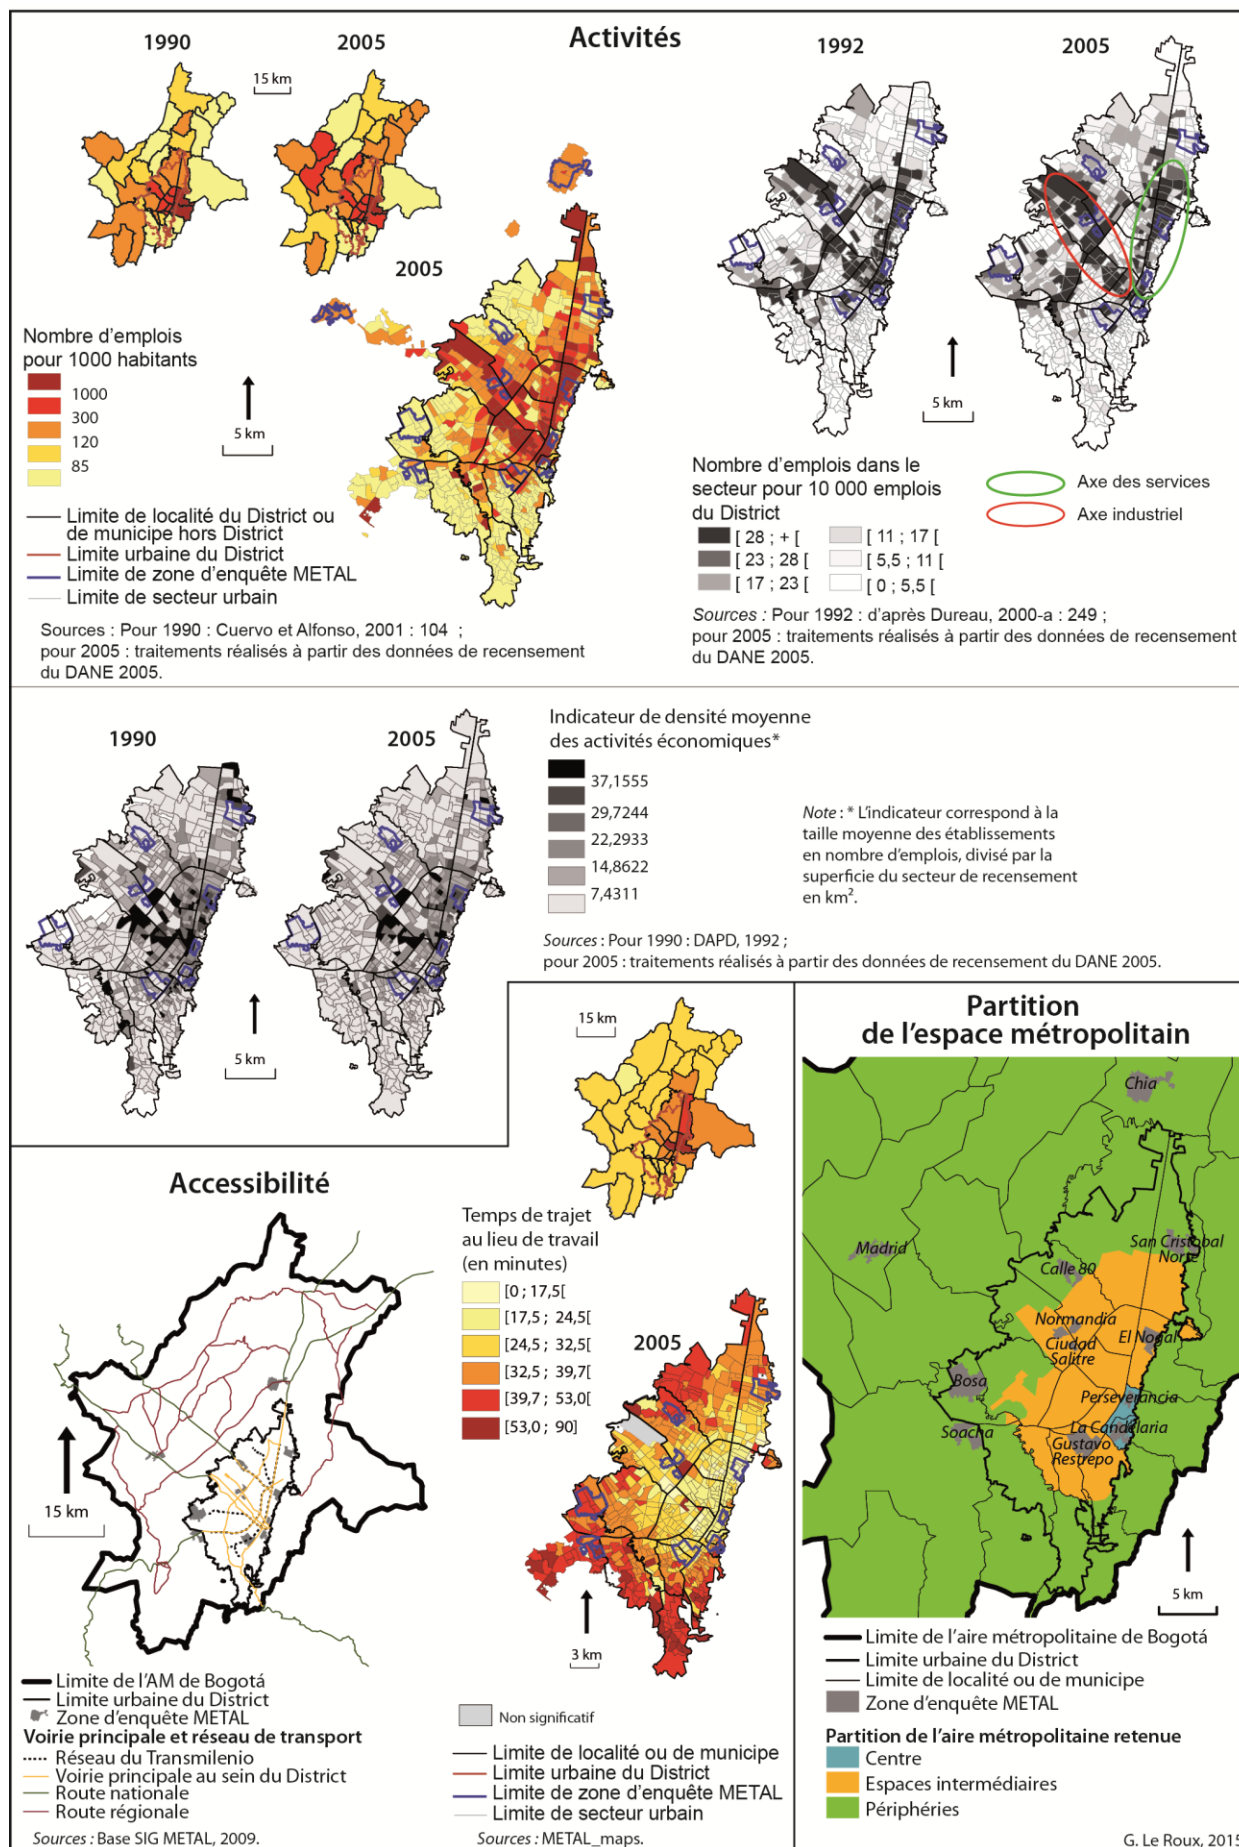 Activités
1990
2005
15 km
2005
Nombre d'emplois
pour 1000 habitants
1000
300
120
85
5 km
Limite de localité du District ou
de municipe hors District
Limite urbaine du District
Limite de zone d'enquête METAL
Limite de secteur urbain
Sources : Pour 1990 : Cuervo et Alfonso, 2001 : 104 ;
pour 2005 : traitements réalisés à partir des données de recensement
du DANE 2005.
1992
2005
5 km
5 km
Nombre d'emplois dans le
secteur pour 10 000 emplois
du District
[ 28 ; + [
[ 23 ; 28 [
[ 17 ; 23 [
[ 11 ; 17 [
[ 5,5 ; 11 [
[ 0 ; 5,5 [
Axe des services
Axe industriel
Sources : Pour 1992 : d'après Dureau, 2000-a : 249 ;
pour 2005 : traitements réalisés à partir des données de recensement
du DANE 2005.
1990
2005
5 km
5 km
Indicateur de densité moyenne
des activités économiques*
37,1555
29,7244
22,2933
14,8622
7,4311
Note : * L'indicateur correspond à la
taille moyenne des établissements
en nombre d'emplois, divisé par la
superficie du secteur de recensement
en km².
Sources : Pour 1990 : DAPD, 1992 ;
pour 2005 : traitements réalisés à partir des données de recensement du DANE 2005.
Accessibilité
15 km
Limite de l'AM de Bogotá
Limite urbaine du District
Zone d'enquête METAL
Voirie principale et réseau de transport
Réseau du Transmilenio
Voirie principale au sein du District
Route nationale
Route régionale
Sources : Base SIG METAL, 2009.
15 km
Temps de trajet
au lieu de travail
(en minutes)
[0 ; 17,5[
[17,5 ; 24,5[
[24,5 ; 32,5[
[32,5 ; 39,7[
[39,7 ; 53,0[
[53,0 ; 90]
2005
3 km
Non significatif
Limite de localité ou de municipe
Limite urbaine du District
Limite de zone d'enquête METAL
Limite de secteur urbain
Sources : METAL_maps.
Partition
de l'espace métropolitain
Chia
Madrid
San Cristobal
Norte
Calle 80
Normandia
El Nogal
Ciudad
Salitre
Bosa
Perseverancia
La Candelaria
Soacha
Gustavo
Restrepo
5 km
Limite de l'aire métropolitaine de Bogotá
Limite urbaine du District
Limite de localité ou de municipe
Zone d'enquête METAL
Partition de l'aire métropolitaine retenue
Centre
Espaces intermédiaires
Périphéries
G. Le Roux, 2015